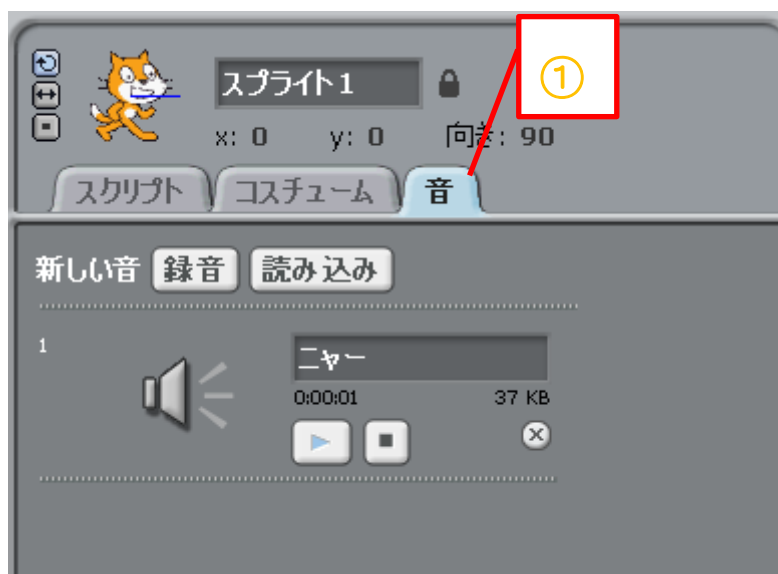 ①
スプライト1
x: 0 y: 0 向き: 90
スクリプト コスチューム 音
新しい音 録音 読み込み
1
ニャー
0:00:01 37 KB